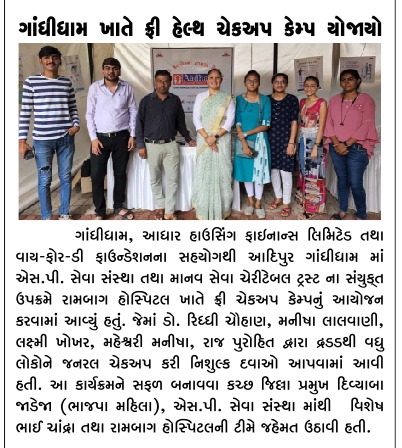 ગાંધીધામ ખાતે ફ્રી હેલ્થ ચેકઅપ કેમ્પ યોજાયો
ગાંધીધામ, આધાર હાઉસિંગ ફાઈનાન્સ લિમિટેડ તથા
વાય-ફોર-ડી ફાઉન્ડેશનના સહયોગથી આદિપુર ગાંધીધામ માં
એસ.પી. સેવા સંસ્થા તથા માનવ સેવા ચેરીટેબલ ટ્રસ્ટ ના સંયુક્ત
ઉપક્રમે રામબાગ હોસ્પિટલ ખાતે ફ્રી ચેકઅપ કેમ્પનું આયોજન
કરવામાં આવ્યું હતું. જેમાં ડો. રિધ્ધી ચૌહાણ, મનીષા લાલવાણી,
લક્ષ્મી ખોખર, મહેશ્વરી મનીષા, રાજ પુરોહિત દ્વારા દ્રડડથી વધુ
લોકોને જનરલ ચેકઅપ કરી નિશુલ્ક દવાઓ આપવામાં આવી
હતી. આ કાર્યક્રમને સફળ બનાવવા કચ્છ જિલ્લા પ્રમુખ દિવ્યાબા
જાડેજા (ભાજપા મહિલા), એસ.પી. સેવા સંસ્થા માંથી વિશેષ
ભાઈ ચાંદ્રા તથા રામબાગ હોસ્પિટલની ટીમે જહેમત ઉઠાવી હતી.